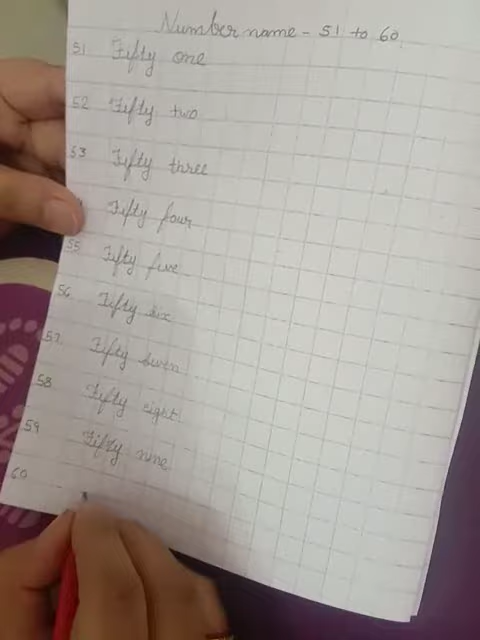 Number name - 51 to 60
51 Fifty one
52 Fifty two
53 Fifty three
Fifty four
55 Fifty five
56 Fifty six
57. Fifty seven
58 Fifty eight
59 Fifty nine
60